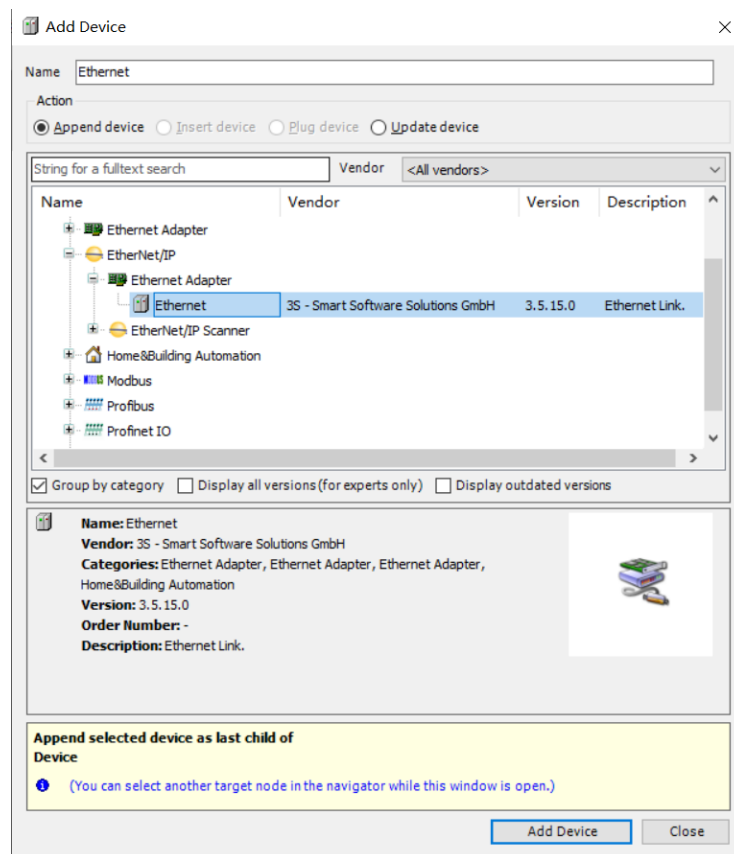 Add Device
Name Ethernet
Action
Append device Insert device Plug device Update device
String for a fulltext search Vendor <All vendors>
Name Vendor Version Description
Ethernet Adapter
EtherNet/IP
Ethernet Adapter
Ethernet 3S - Smart Software Solutions GmbH 3.5.15.0 Ethernet Link.
EtherNet/IP Scanner
Home&Building Automation
Modbus
Profibus
Profinet IO
Group by category Display all versions(for experts only) Display outdated versions
Name: Ethernet
Vendor: 3S - Smart Software Solutions GmbH
Categories: Ethernet Adapter, Ethernet Adapter, Ethernet Adapter,
Home&Building Automation
Version: 3.5.15.0
Order Number: -
Description: Ethernet Link.
Append selected device as last child of
Device
(You can select another target node in the navigator while this window is open.)
Add Device Close